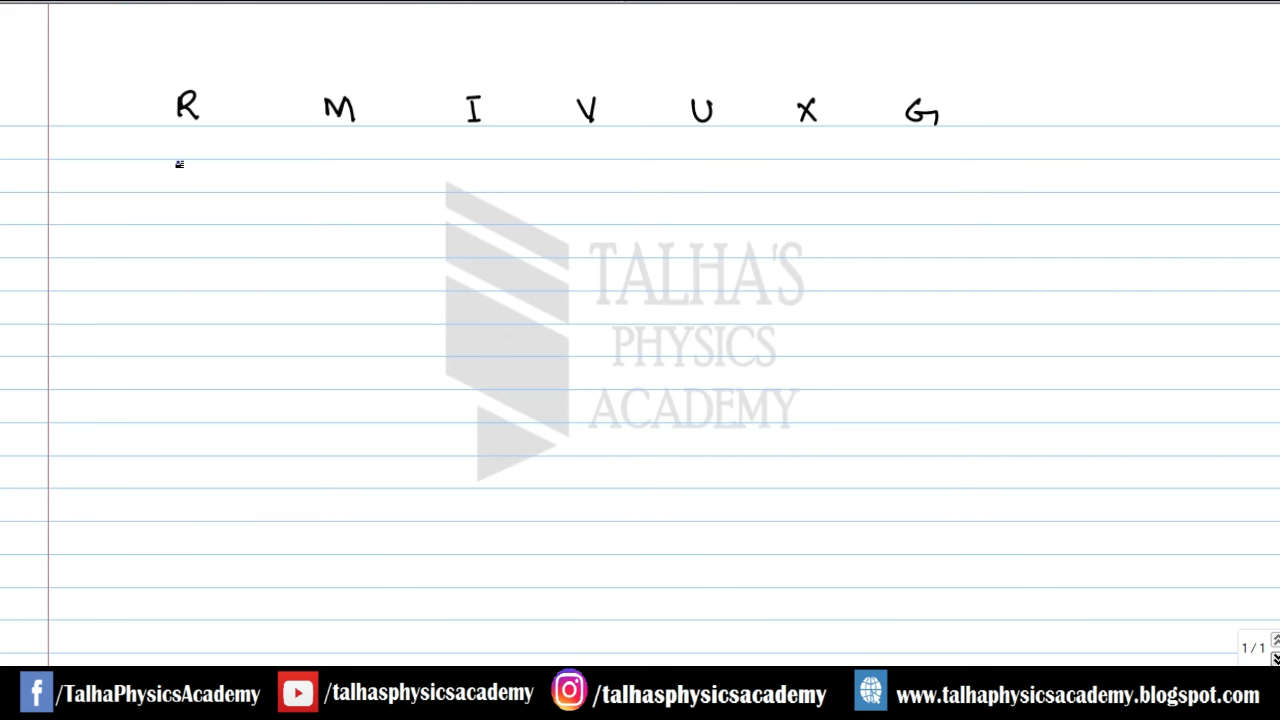 R M I V U X G
TALHA'S
PHYSICS
ACADEMY
1 / 1
/TalhaPhysicsAcademy /talhasphysicsacademy /talhasphysicsacademy www.talhaphysicsacademy.blogspot.com